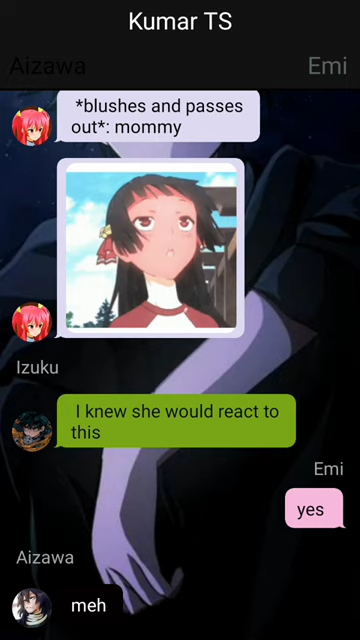 Kumar TS
Aizawa
Emi
*blushes and passes
out*: mommy
Izuku
I knew she would react to
this
Emi
yes
Aizawa
meh